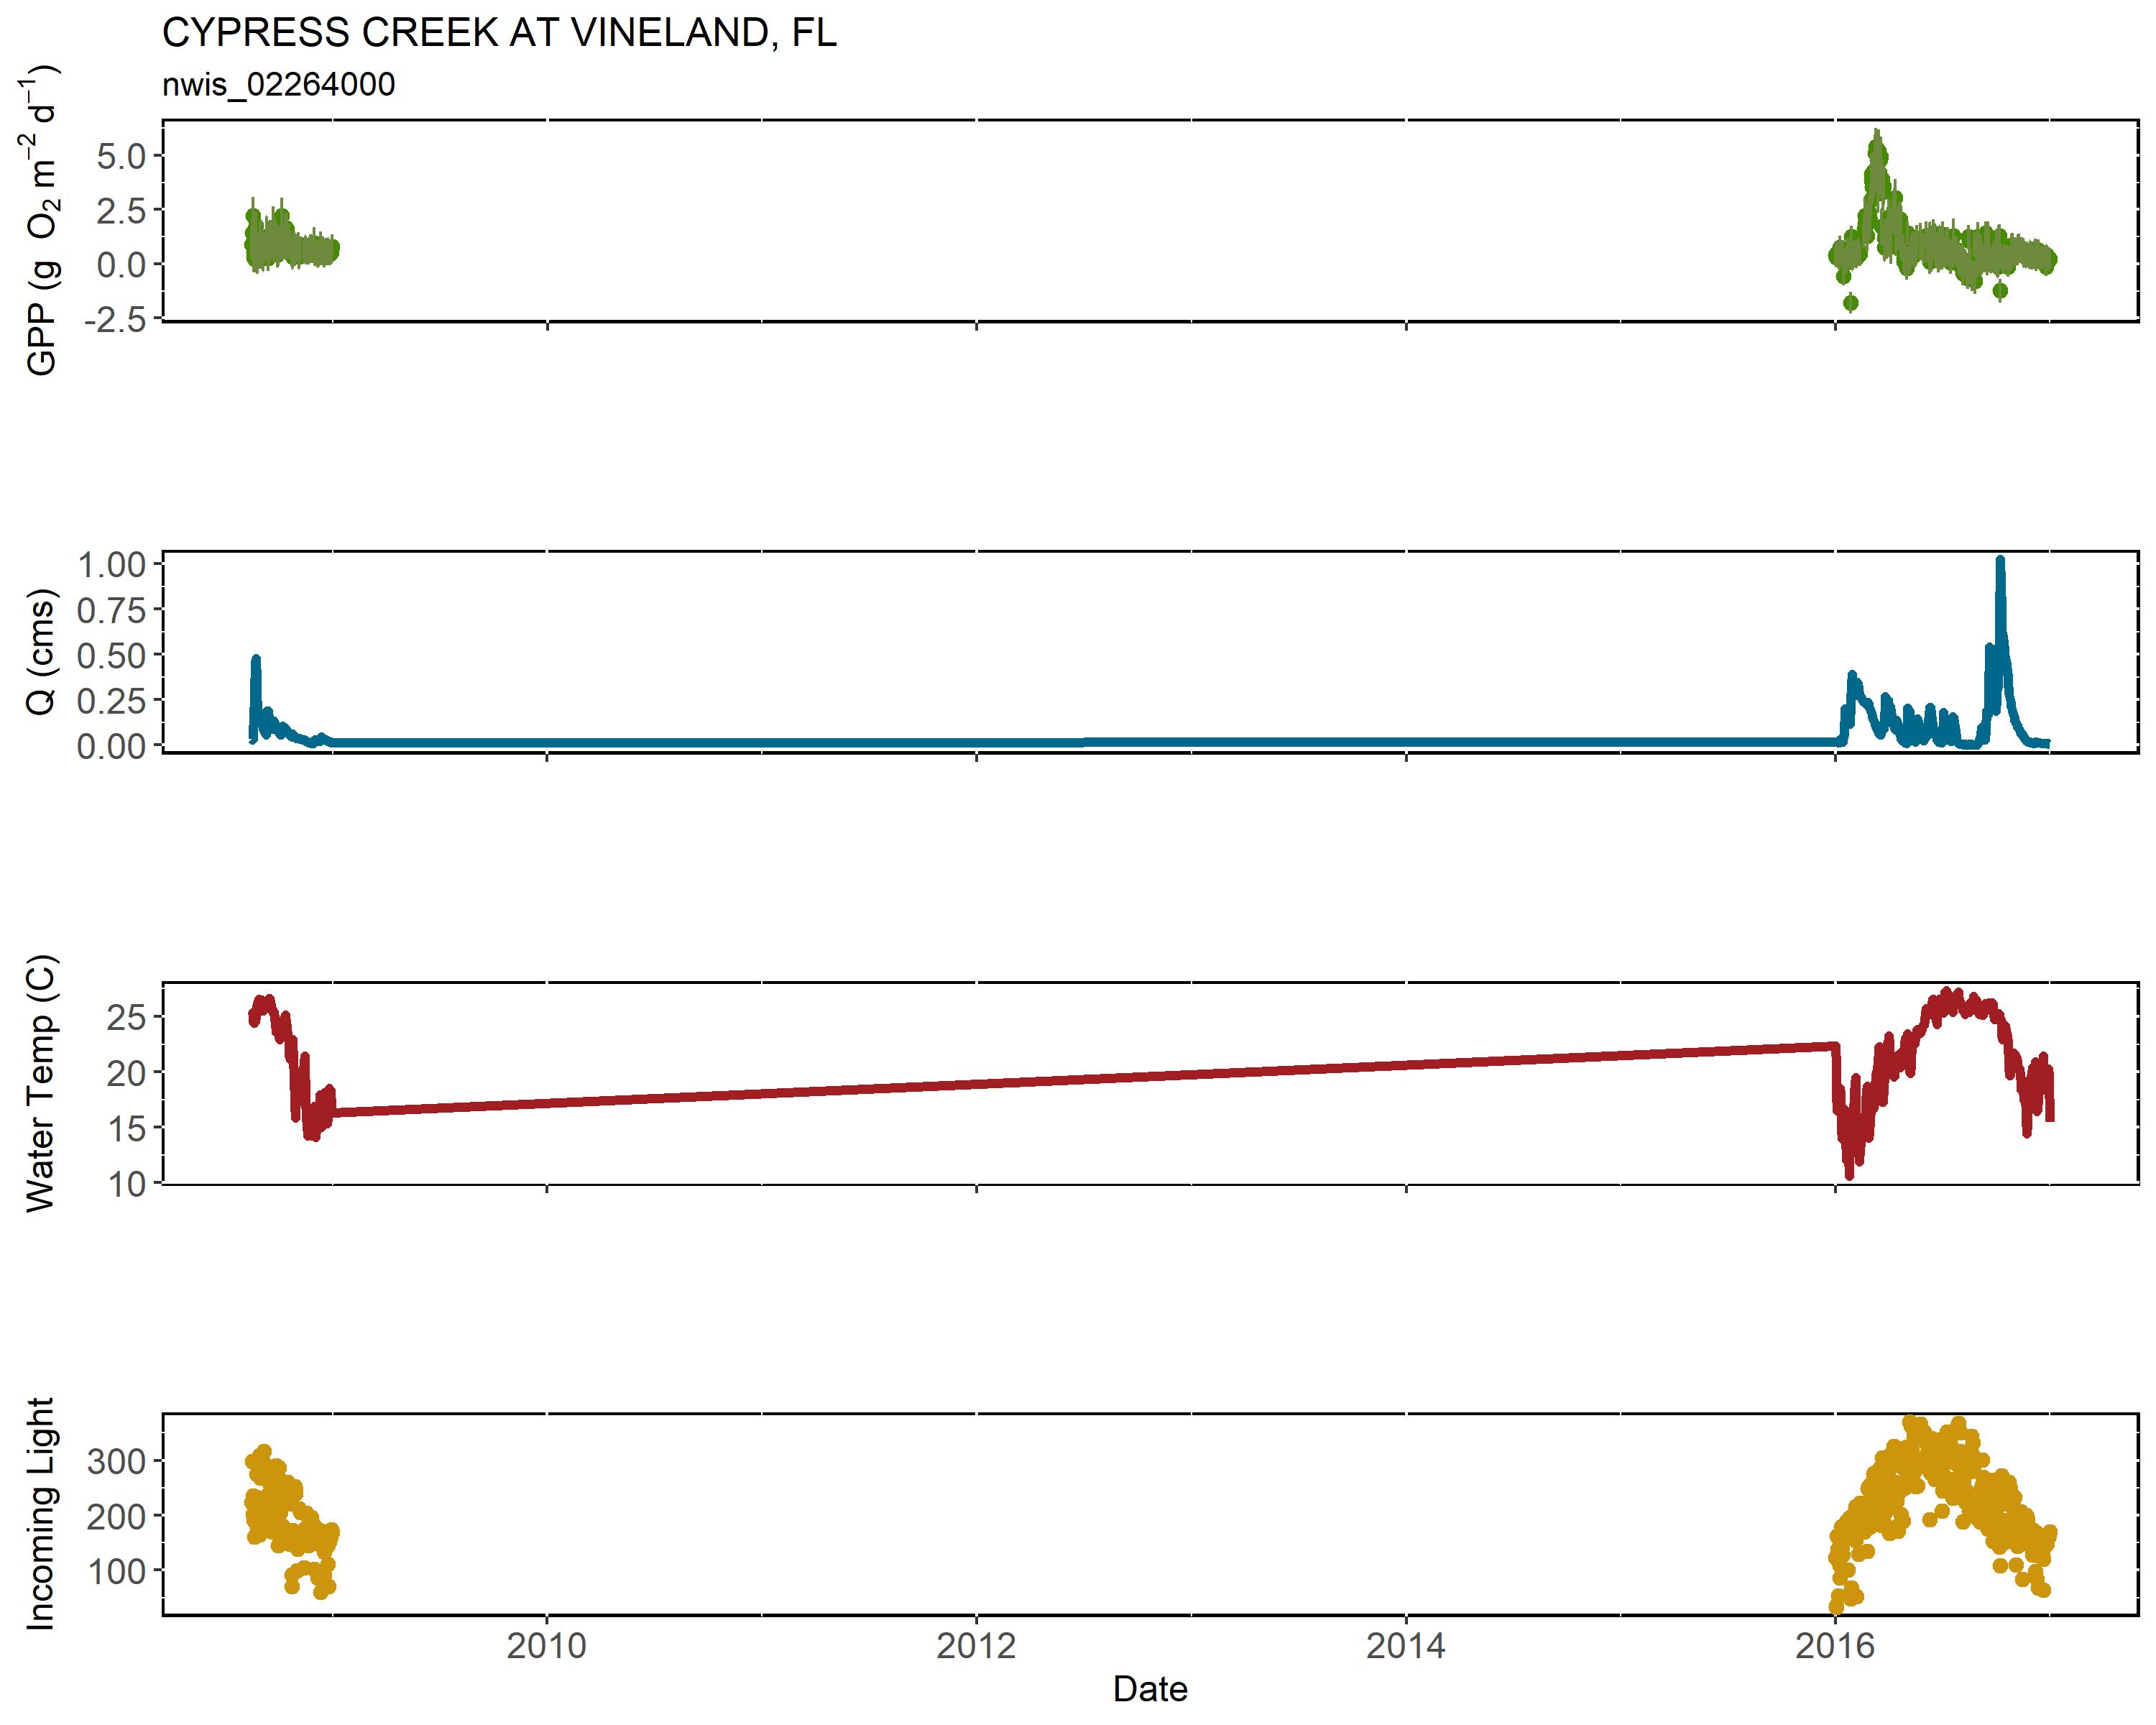 CYPRESS CREEK AT VINELAND, FL
nwis_02264000
GPP (g O₂ m⁻² d⁻¹)
5.0
2.5
0.0
-2.5
Q (cms)
1.00
0.75
0.50
0.25
0.00
Water Temp (C)
25
20
15
10
Incoming Light
300
200
100
2010 2012 2014 2016
Date